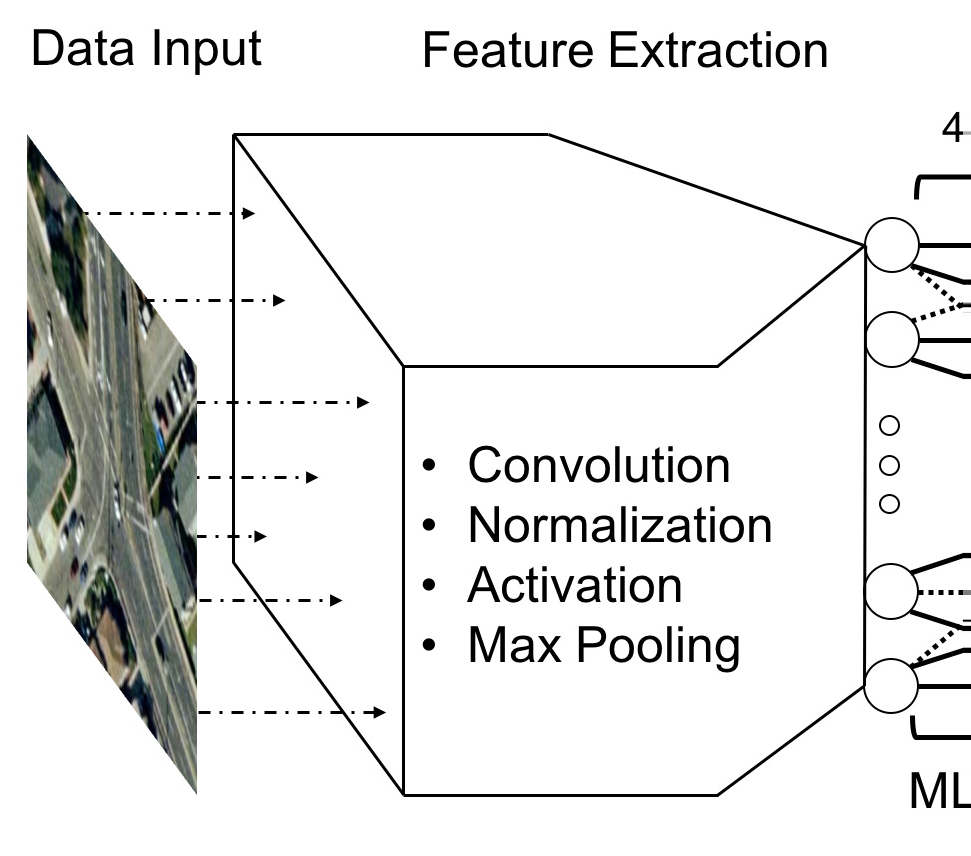 Data Input
Feature Extraction
4
• Convolution
• Normalization
• Activation
• Max Pooling
ML